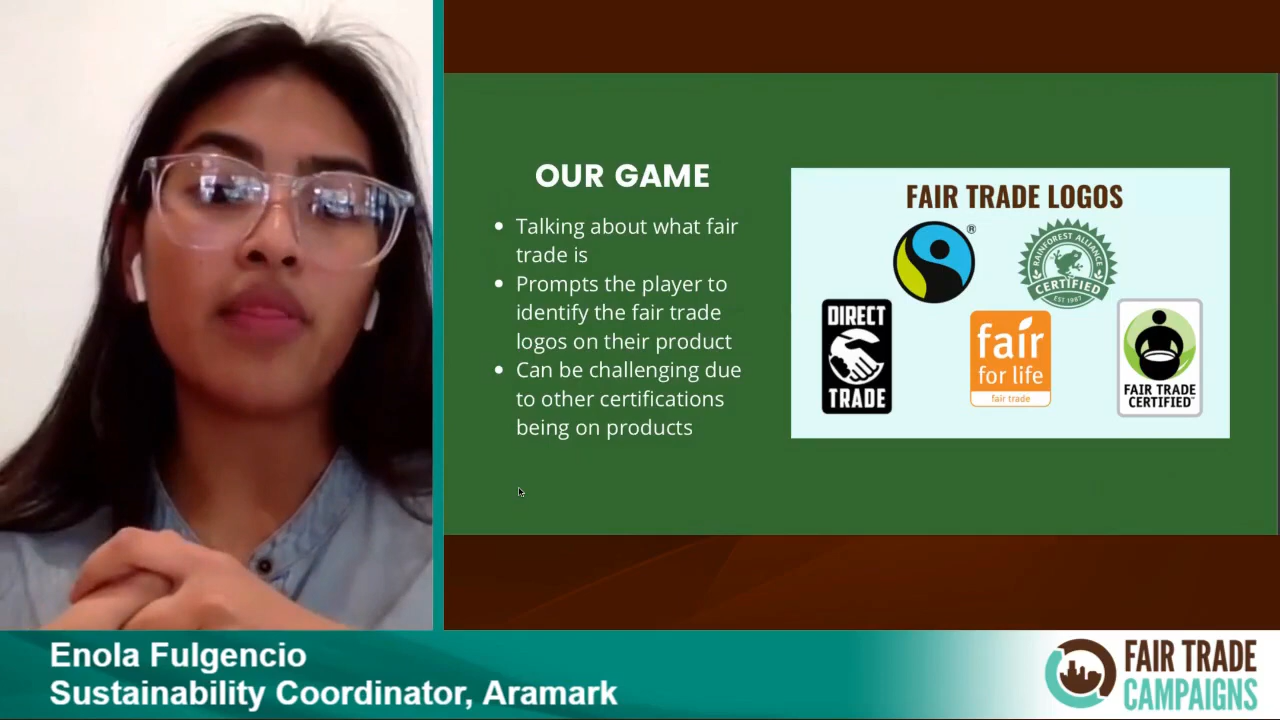 OUR GAME
• Talking about what fair
trade is
• Prompts the player to
identify the fair trade
logos on their product
• Can be challenging due
to other certifications
being on products
FAIR TRADE LOGOS
®
RAINFOREST ALLIANCE
CERTIFIED
EST 1987
DIRECT
TRADE
fair
for life
fair trade
FAIR TRADE
CERTIFIED™
Enola Fulgencio
Sustainability Coordinator, Aramark
FAIR TRADE
CAMPAIGNS